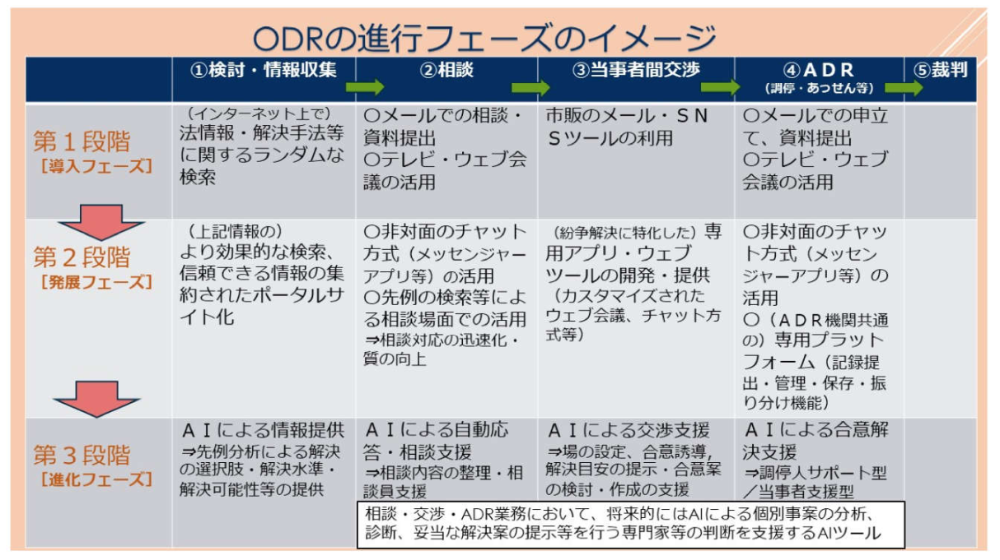 ODRの進行フェーズのイメージ
①検討・情報収集
②相談
③当事者間交渉
④ＡＤＲ
（調停・あっせん等）
⑤裁判
第１段階
［導入フェーズ］
（インターネット上で）
法情報・解決手法等
に関するランダムな
検索
○メールでの相談・
資料提出
○テレビ・ウェブ会
議の活用
市販のメール・ＳＮ
Ｓツールの利用
○メールでの申立
て、資料提出
○テレビ・ウェブ
会議の活用
第２段階
［発展フェーズ］
（上記情報の）
より効果的な検索、
信頼できる情報の集
約されたポータルサ
イト化
○非対面のチャット
方式（メッセンジャー
アプリ等）の活用
○先例の検索等によ
る相談場面での活用
⇒相談対応の迅速化・
質の向上
（紛争解決に特化した）専
用アプリ・ウェブ
ツールの開発・提供
（カスタマイズされた
ウェブ会議、チャット方
式等）
○非対面のチャッ
ト方式（メッセン
ジャーアプリ等）の
活用
○（ＡＤＲ機関共通
の）専用プラット
フォーム（記録提
出・管理・保存・振
り分け機能）
第３段階
［進化フェーズ］
ＡＩによる情報提供
⇒先例分析による解決
の選択肢・解決水準・
解決可能性等の提供
ＡＩによる自動応
答・相談支援
⇒相談内容の整理・相
談員支援
ＡＩによる交渉支援
⇒場の設定、合意誘導,
解決目安の提示・合意案
の検討・作成の支援
ＡＩによる合意解
決支援
⇒調停人サポート型
／当事者支援型
相談・交渉・ADR業務において、将来的にはAIによる個別事案の分析、
診断、妥当な解決案の提示等を行う専門家等の判断を支援するAIツール